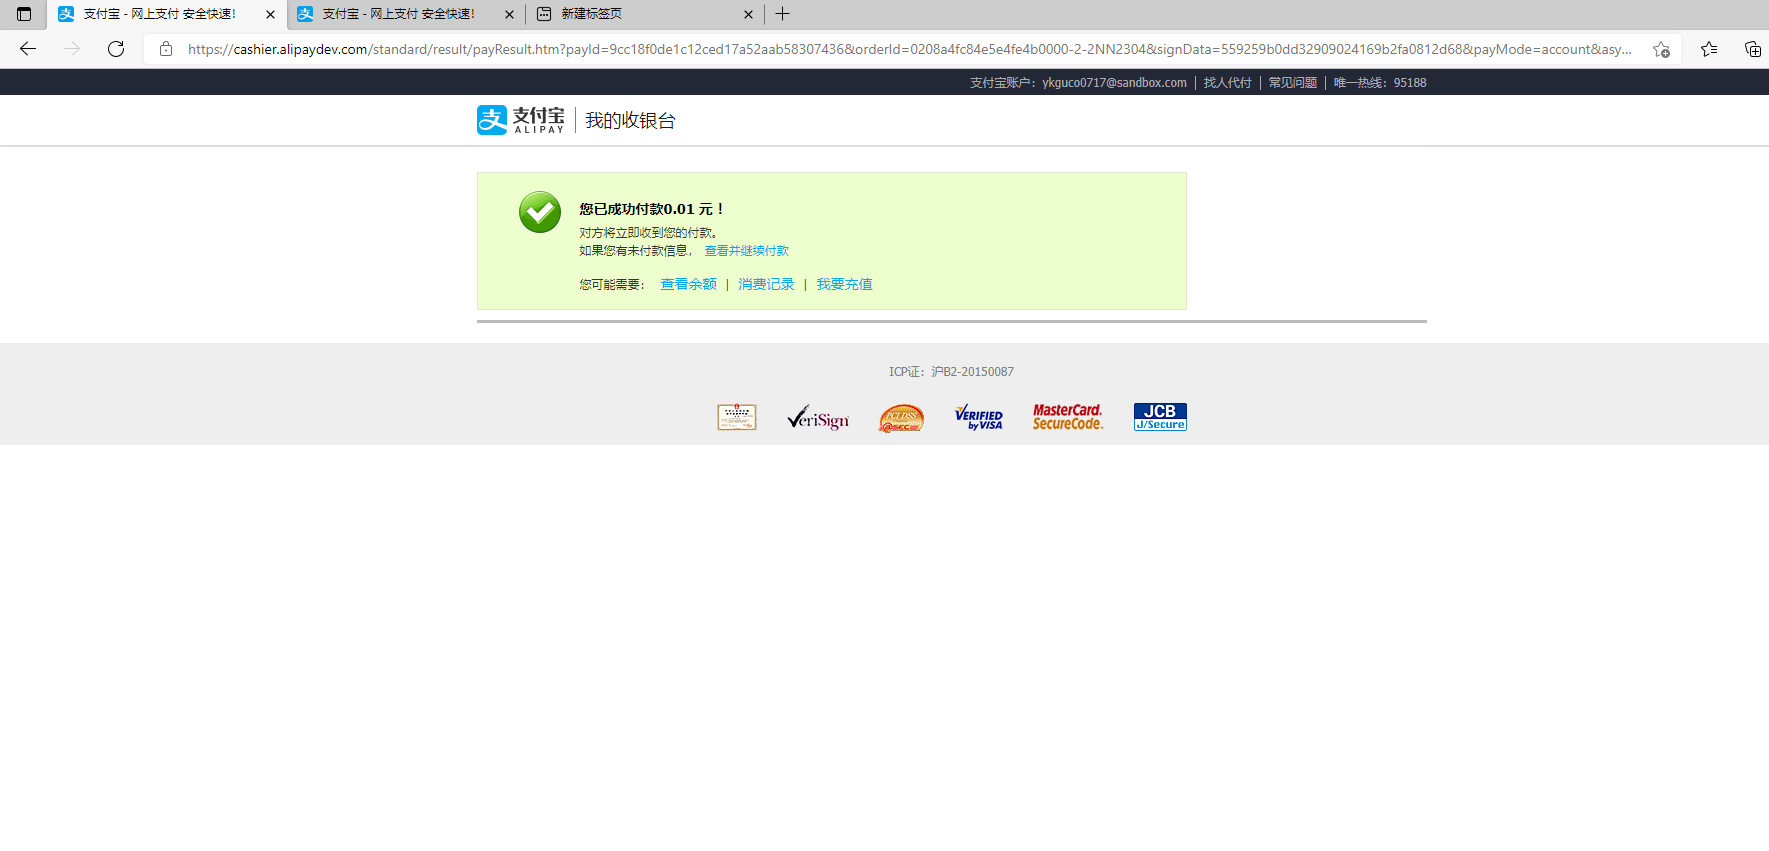 支付宝 - 网上支付 安全快速!
支付宝 - 网上支付 安全快速!
新建标签页
https://cashier.alipaydev.com/standard/result/payResult.htm?payId=9cc18f0de1c12ced17a52aab58307436&orderId=0208a4fc84e5e4fe4b0000-2-2NN2304&signData=559259b0dd32909024169b2fa0812d68&payMode=account&asy...
支付宝账户：ykguco0717@sandbox.com | 找人代付 | 常见问题 | 唯一热线：95188
支付宝
ALIPAY
我的收银台
您已成功付款0.01 元！
对方将立即收到您的付款。
如果您有未付款信息， 查看并继续付款
您可能需要： 查看余额 | 消费记录 | 我要充值
ICP证：沪B2-20150087
VeriSign
PCI DSS
@SEC
VERIFIED
by VISA
MasterCard.
SecureCode.
JCB
J/Secure